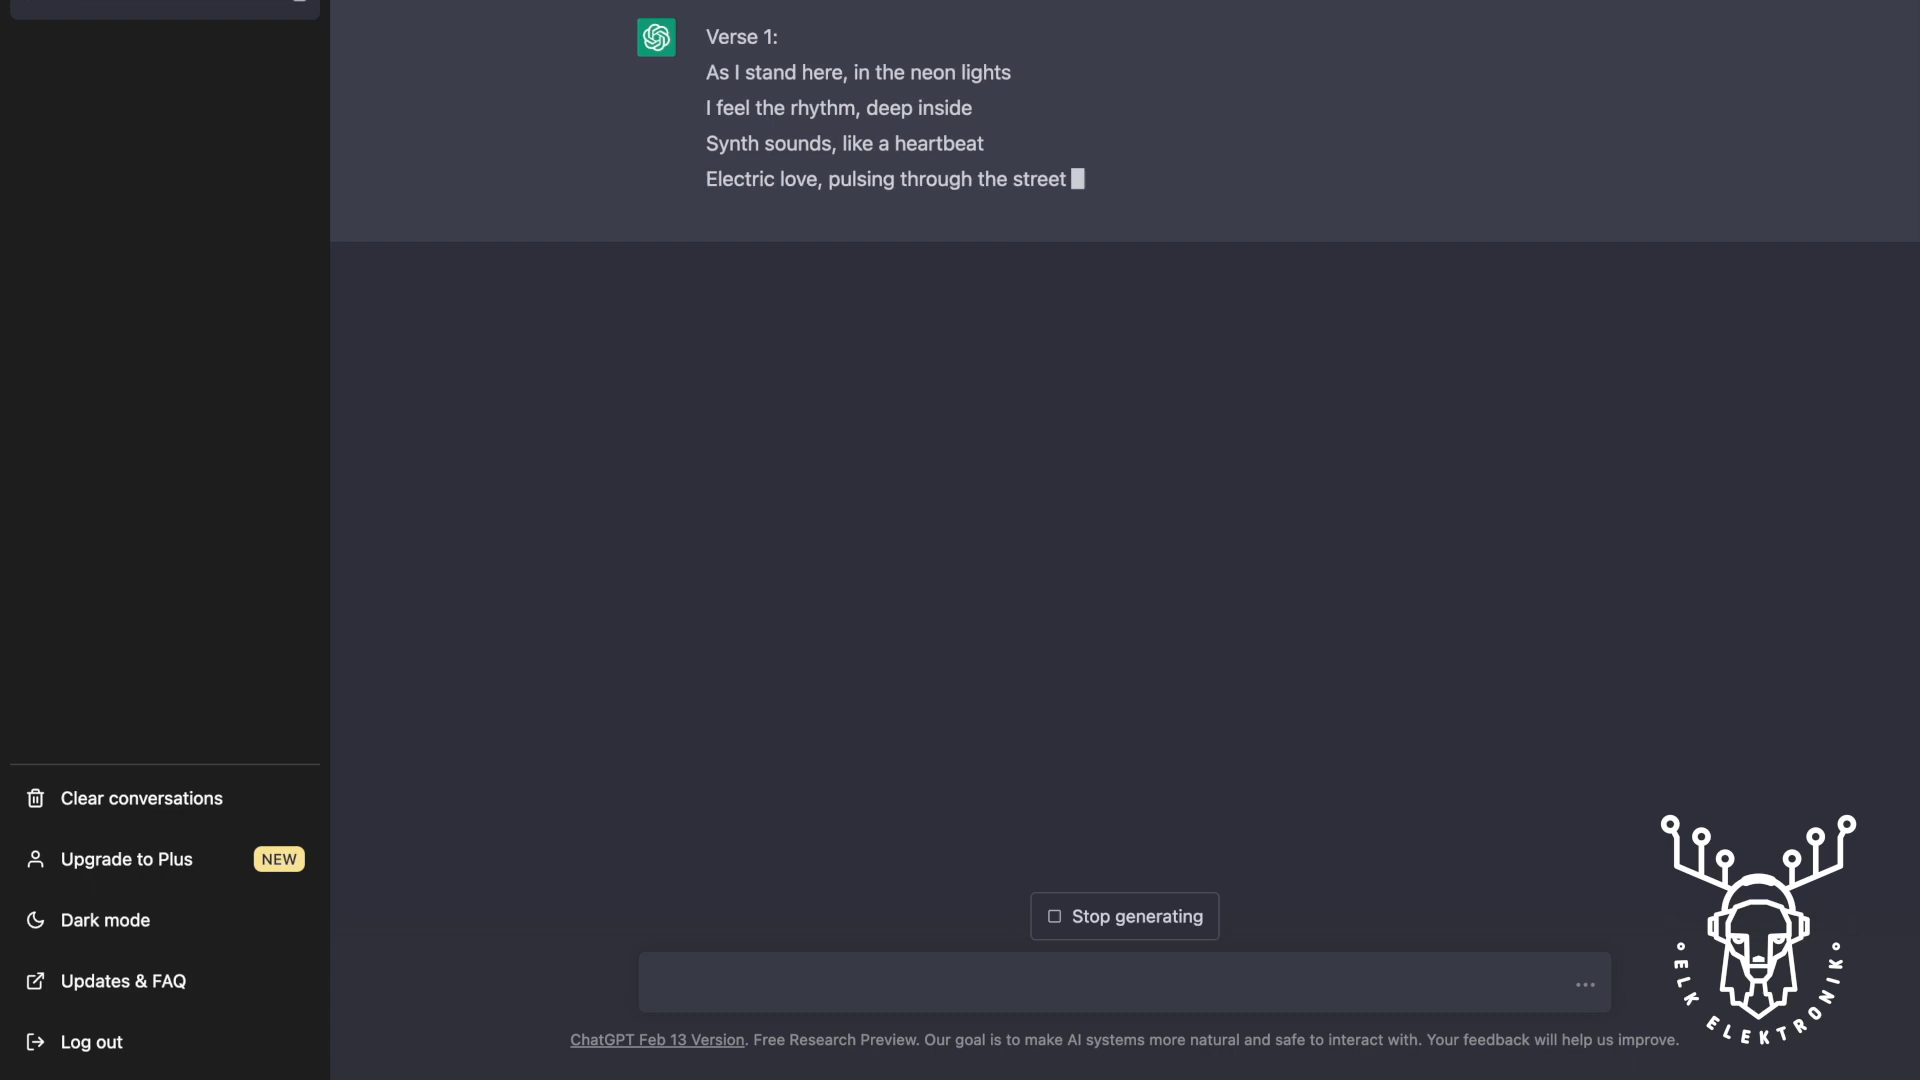 Verse 1:
As I stand here, in the neon lights
I feel the rhythm, deep inside
Synth sounds, like a heartbeat
Electric love, pulsing through the street
Clear conversations
Upgrade to Plus NEW
Dark mode
Updates & FAQ
Log out
Stop generating
ChatGPT Feb 13 Version. Free Research Preview. Our goal is to make AI systems more natural and safe to interact with. Your feedback will help us improve.
ELK ELEKTRONIK